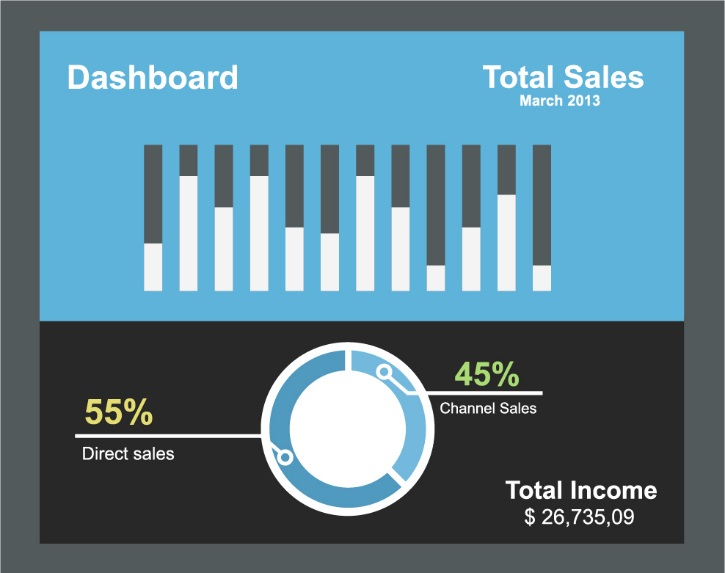 Dashboard
Total Sales
March 2013
45%
Channel Sales
55%
Direct sales
Total Income
$ 26,735,09